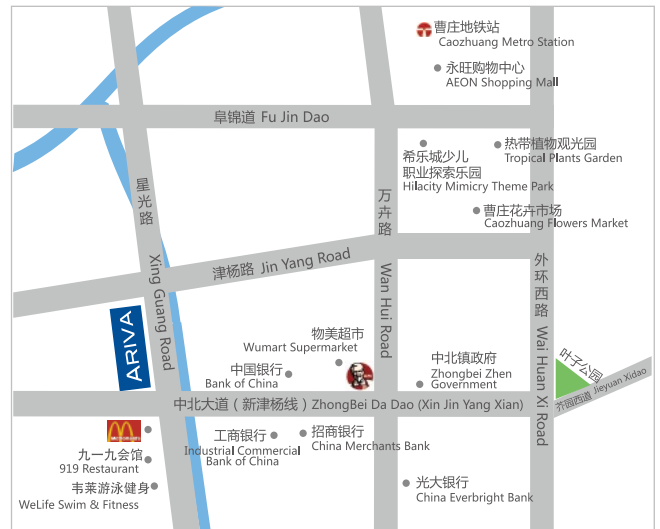 曹庄地铁站
Caozhuang Metro Station
永旺购物中心
AEON Shopping Mall
阜锦道 Fu Jin Dao
希乐城少儿
职业探索乐园
Hilacity Mimicry Theme Park
热带植物观光园
Tropical Plants Garden
曹庄花卉市场
Caozhuang Flowers Market
星光路 Xing Guang Road
万卉路 Wan Hui Road
外环西路 Wai Huan Xi Road
津杨路 Jin Yang Road
ARIVA
物美超市
Wumart Supermarket
中国银行
Bank of China
KFC
中北镇政府
Zhongbei Zhen
Government
叶子公园
芥园西道 Jieyuan Xidao
中北大道（新津杨线）ZhongBei Da Dao (Xin Jin Yang Xian)
九一九会馆
919 Restaurant
韦莱游泳健身
WeLife Swim & Fitness
工商银行
Industrial Commercial
Bank of China
招商银行
China Merchants Bank
光大银行
China Everbright Bank